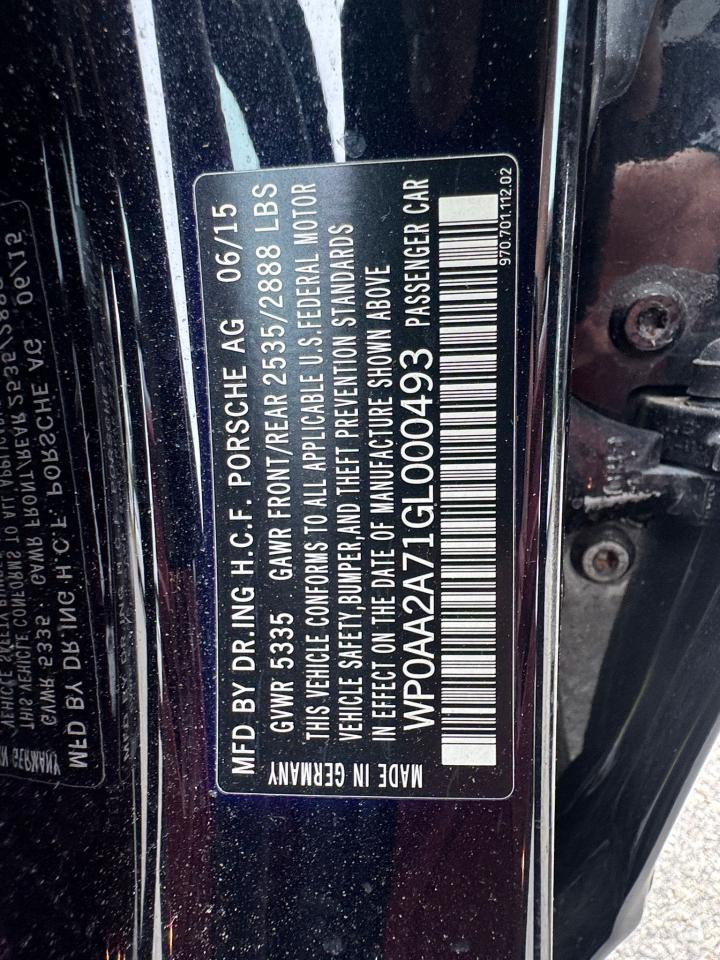 MFD BY DR.ING H.C.F. PORSCHE AG 06/15
GVWR 5335 GAWR FRONT/REAR 2535/2888 LBS
THIS VEHICLE CONFORMS TO ALL APPLICABLE U.S.FEDERAL MOTOR
VEHICLE SAFETY,BUMPER,AND THEFT PREVENTION STANDARDS
IN EFFECT ON THE DATE OF MANUFACTURE SHOWN ABOVE
WP0AA2A71GL000493 PASSENGER CAR
MADE IN GERMANY
970.701.112.02